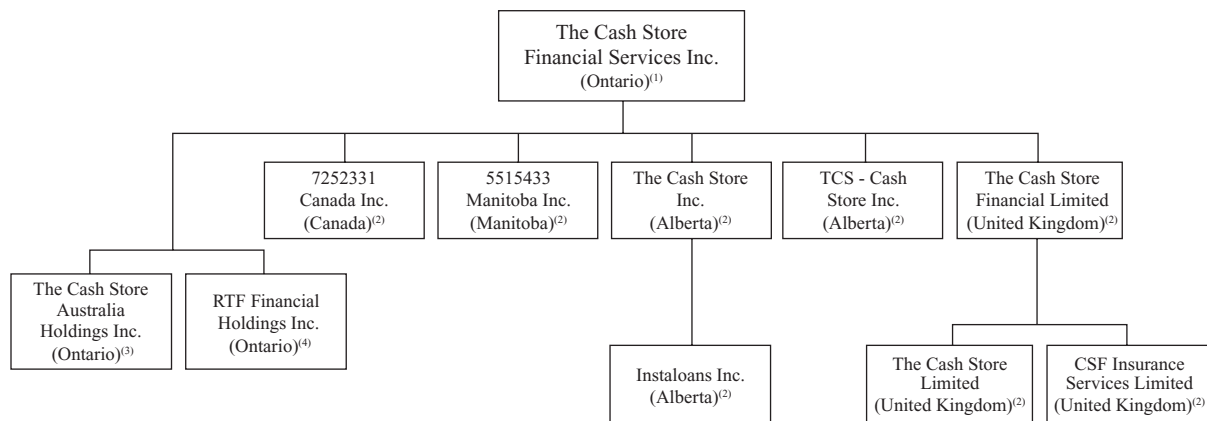 The Cash Store
Financial Services Inc.
(Ontario)(1)
7252331
Canada Inc.
(Canada)(2)
5515433
Manitoba Inc.
(Manitoba)(2)
The Cash Store
Inc.
(Alberta)(2)
TCS - Cash
Store Inc.
(Alberta)(2)
The Cash Store
Financial Limited
(United Kingdom)(2)
The Cash Store
Australia
Holdings Inc.
(Ontario)(3)
RTF Financial
Holdings Inc.
(Ontario)(4)
Instaloans Inc.
(Alberta)(2)
The Cash Store
Limited
(United Kingdom)(2)
CSF Insurance
Services Limited
(United Kingdom)(2)